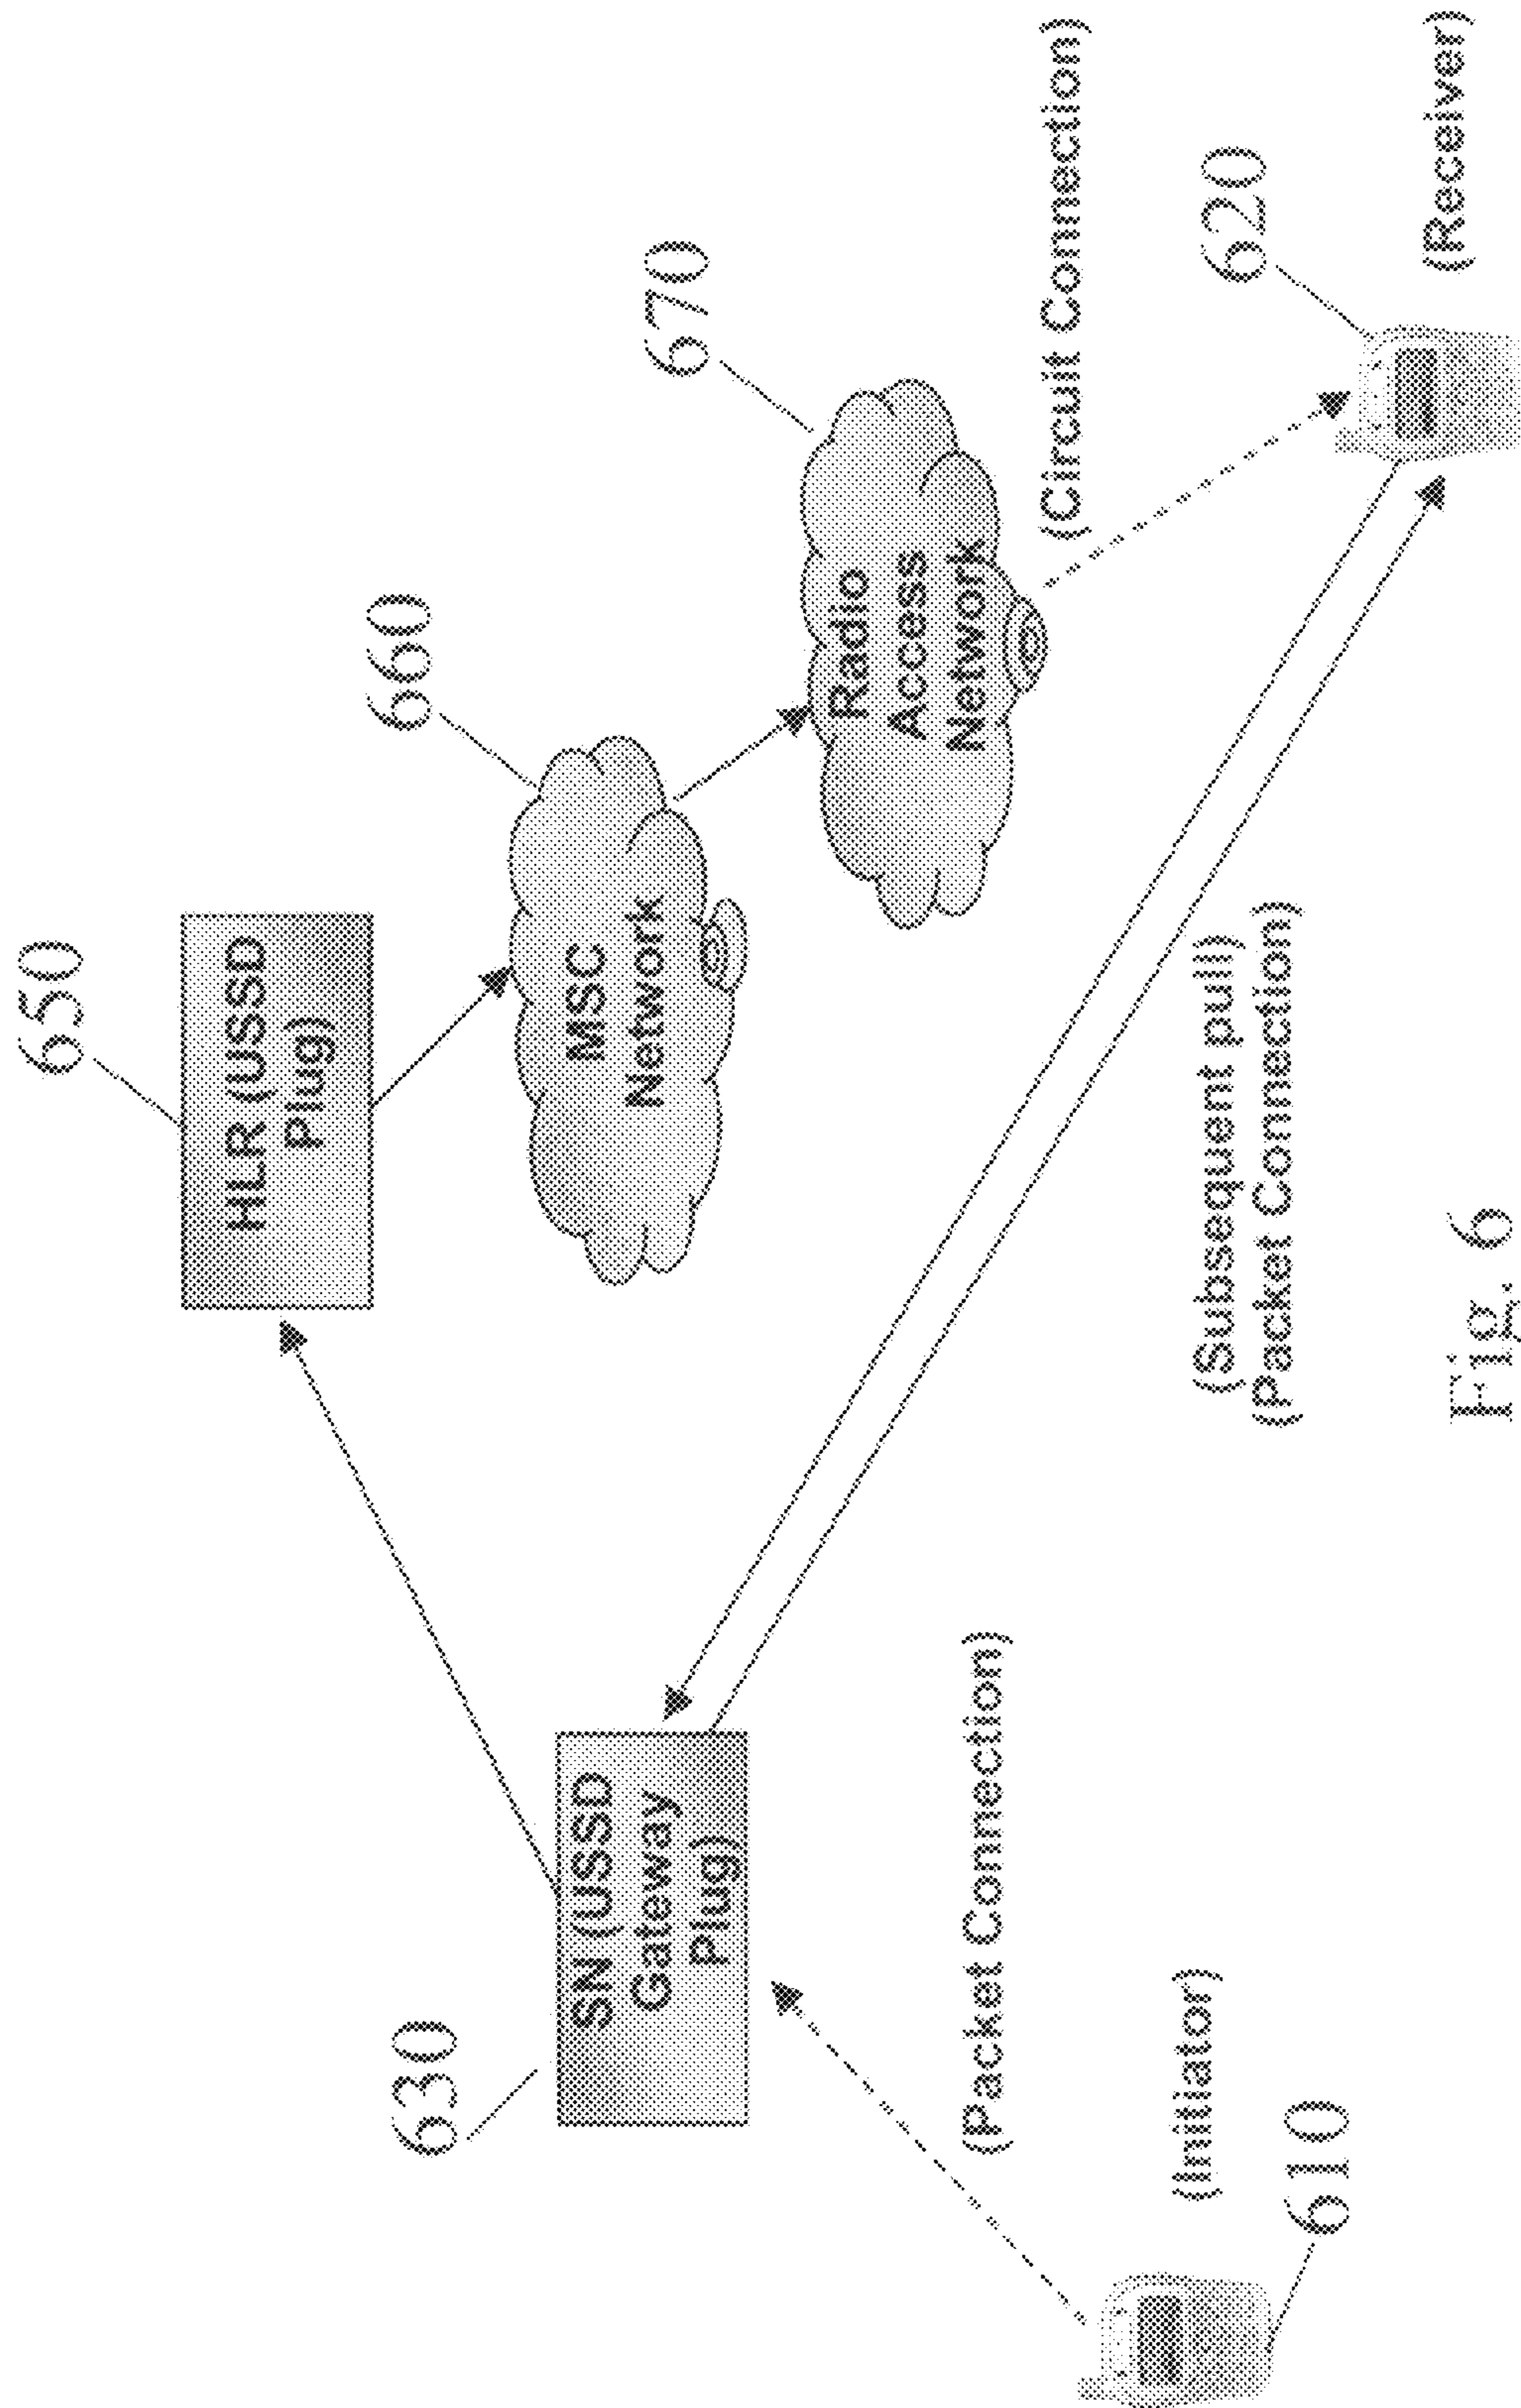 650
HLR (USSD
Plug)
660
MSC
Network
670
Radio
Access
Network
630
SN (USSD
Gateway
Plug)
(Packet Connection)
(Circuit Connection)
620
(Receiver)
(Subsequent pull)
(Packet Connection)
(Initiator)
610
Fig. 6